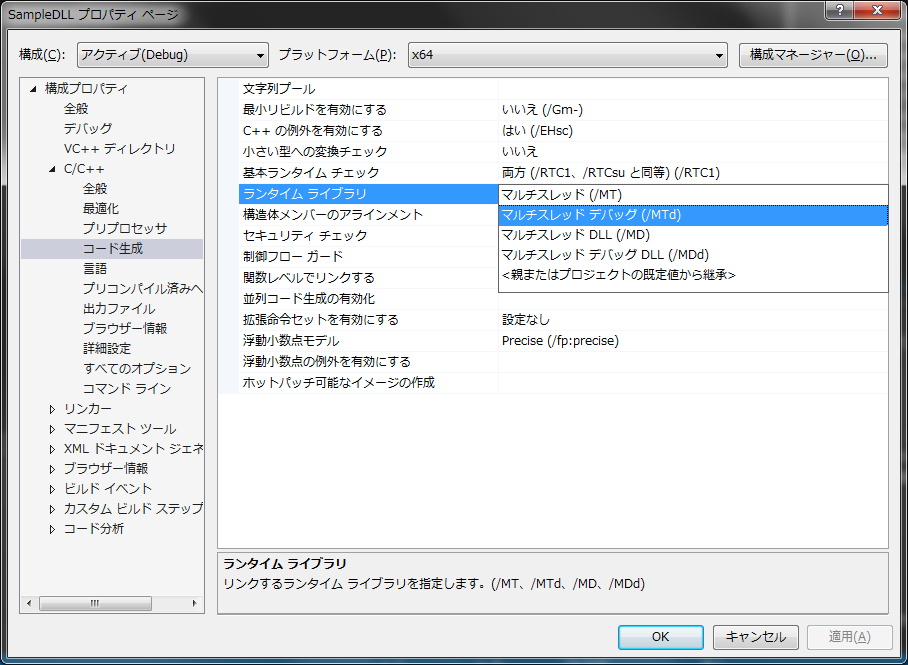 SampleDLL プロパティ ページ
構成(C): アクティブ(Debug) プラットフォーム(P): x64 構成マネージャー(O)...
構成プロパティ
全般
デバッグ
VC++ ディレクトリ
C/C++
全般
最適化
プリプロセッサ
コード生成
言語
プリコンパイル済みヘ
出力ファイル
ブラウザー情報
詳細設定
すべてのオプション
コマンド ライン
リンカー
マニフェスト ツール
XML ドキュメント ジェネ
ブラウザー情報
ビルド イベント
カスタム ビルド ステップ
コード分析
文字列プール
最小リビルドを有効にする いいえ (/Gm-)
C++ の例外を有効にする はい (/EHsc)
小さい型への変換チェック いいえ
基本ランタイム チェック 両方 (/RTC1、/RTCsu と同等) (/RTC1)
ランタイム ライブラリ マルチスレッド (/MT)
構造体メンバーのアラインメント マルチスレッド デバッグ (/MTd)
セキュリティ チェック マルチスレッド DLL (/MD)
制御フロー ガード マルチスレッド デバッグ DLL (/MDd)
関数レベルでリンクする <親またはプロジェクトの既定値から継承>
並列コード生成の有効化
拡張命令セットを有効にする 設定なし
浮動小数点モデル Precise (/fp:precise)
浮動小数点の例外を有効にする
ホットパッチ可能なイメージの作成
ランタイム ライブラリ
リンクするランタイム ライブラリを指定します。(/MT、/MTd、/MD、/MDd)
OK キャンセル 適用(A)